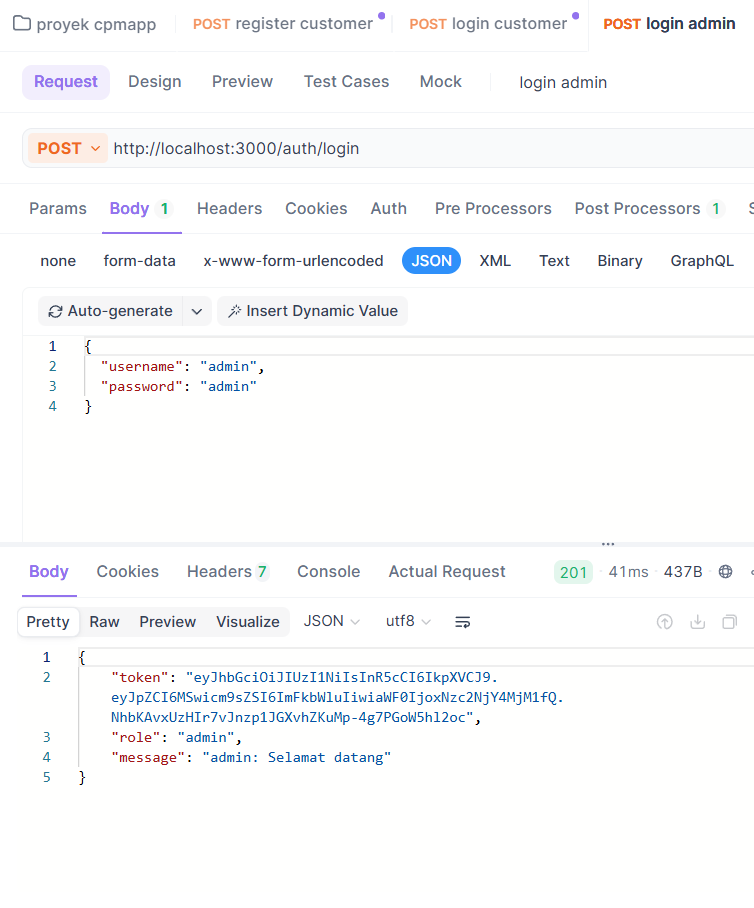 proyek cpmapp POST register customer POST login customer POST login admin
Request Design Preview Test Cases Mock login admin
POST http://localhost:3000/auth/login
Params Body 1 Headers Cookies Auth Pre Processors Post Processors 1 S
none form-data x-www-form-urlencoded JSON XML Text Binary GraphQL
Auto-generate Insert Dynamic Value
1 {
2 "username": "admin",
3 "password": "admin"
4 }
Body Cookies Headers 7 Console Actual Request 201 · 41ms · 437B
Pretty Raw Preview Visualize JSON utf8
1 {
2 "token": "eyJhbGciOiJIUzI1NiIsInR5cCI6IkpXVCJ9.
eyJpZCI6MSwicm9sZSI6ImFkbWluIiwiaWF0IjoxNzc2NjY4MjM1fQ.
NhbKAvxUzHIr7vJnzp1JGXvhZKuMp-4g7PGoW5hl2oc",
3 "role": "admin",
4 "message": "admin: Selamat datang"
5 }